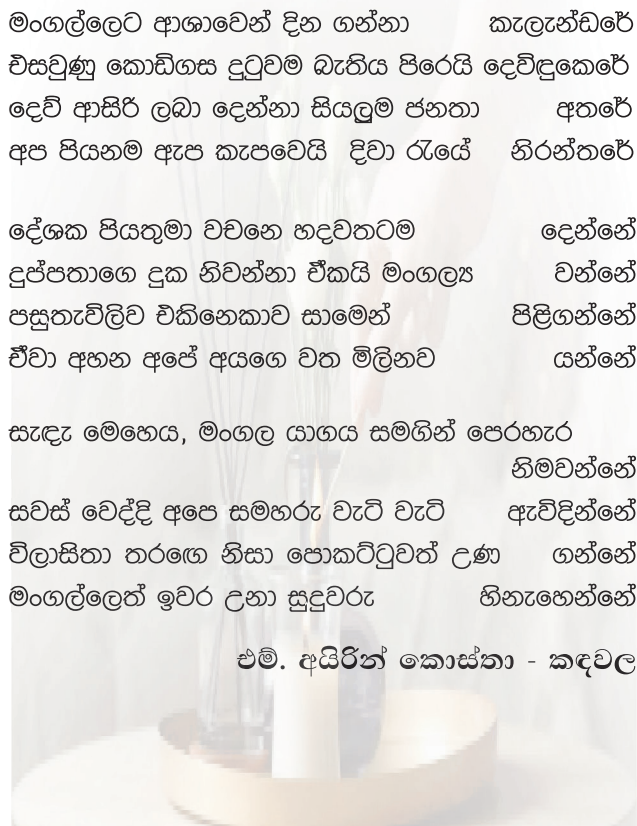 මංගල්ලෙට ආශාවෙන් දින ගන්නා කැලැන්ඩරේ
එසවුණු කොඩිගස දුටුවම බැතිය පිරෙයි දෙවිඳුකෙරේ
දෙව් ආසිරි ලබා දෙන්නා සියලුම ජනතා අතරේ
අප පියනම ඇප කැපවෙයි දිවා රැයේ නිරන්තරේ
දේශක පියතුමා වචනෙ හදවතටම දෙන්නේ
දුප්පතාගෙ දුක නිවන්නා ඒකයි මංගල්‍ය වන්නේ
පසුතැවිලිව එකිනෙකාව සාමෙන් පිළිගන්නේ
ඒවා අහන අපේ අයගෙ වත මිලිනව යන්නේ
සැඳෑ මෙහෙය, මංගල යාගය සමගින් පෙරහැර
නිමවන්නේ
සවස් වෙද්දි අපෙ සමහරු වැටි වැටි ඇවිදින්නේ
විලාසිතා තරඟෙ නිසා පොකට්ටුවත් උණ ගන්නේ
මංගල්ලෙත් ඉවර උනා සුදුවරු හිනැහෙන්නේ
එම්. අයිරින් කොස්තා - කඳවල